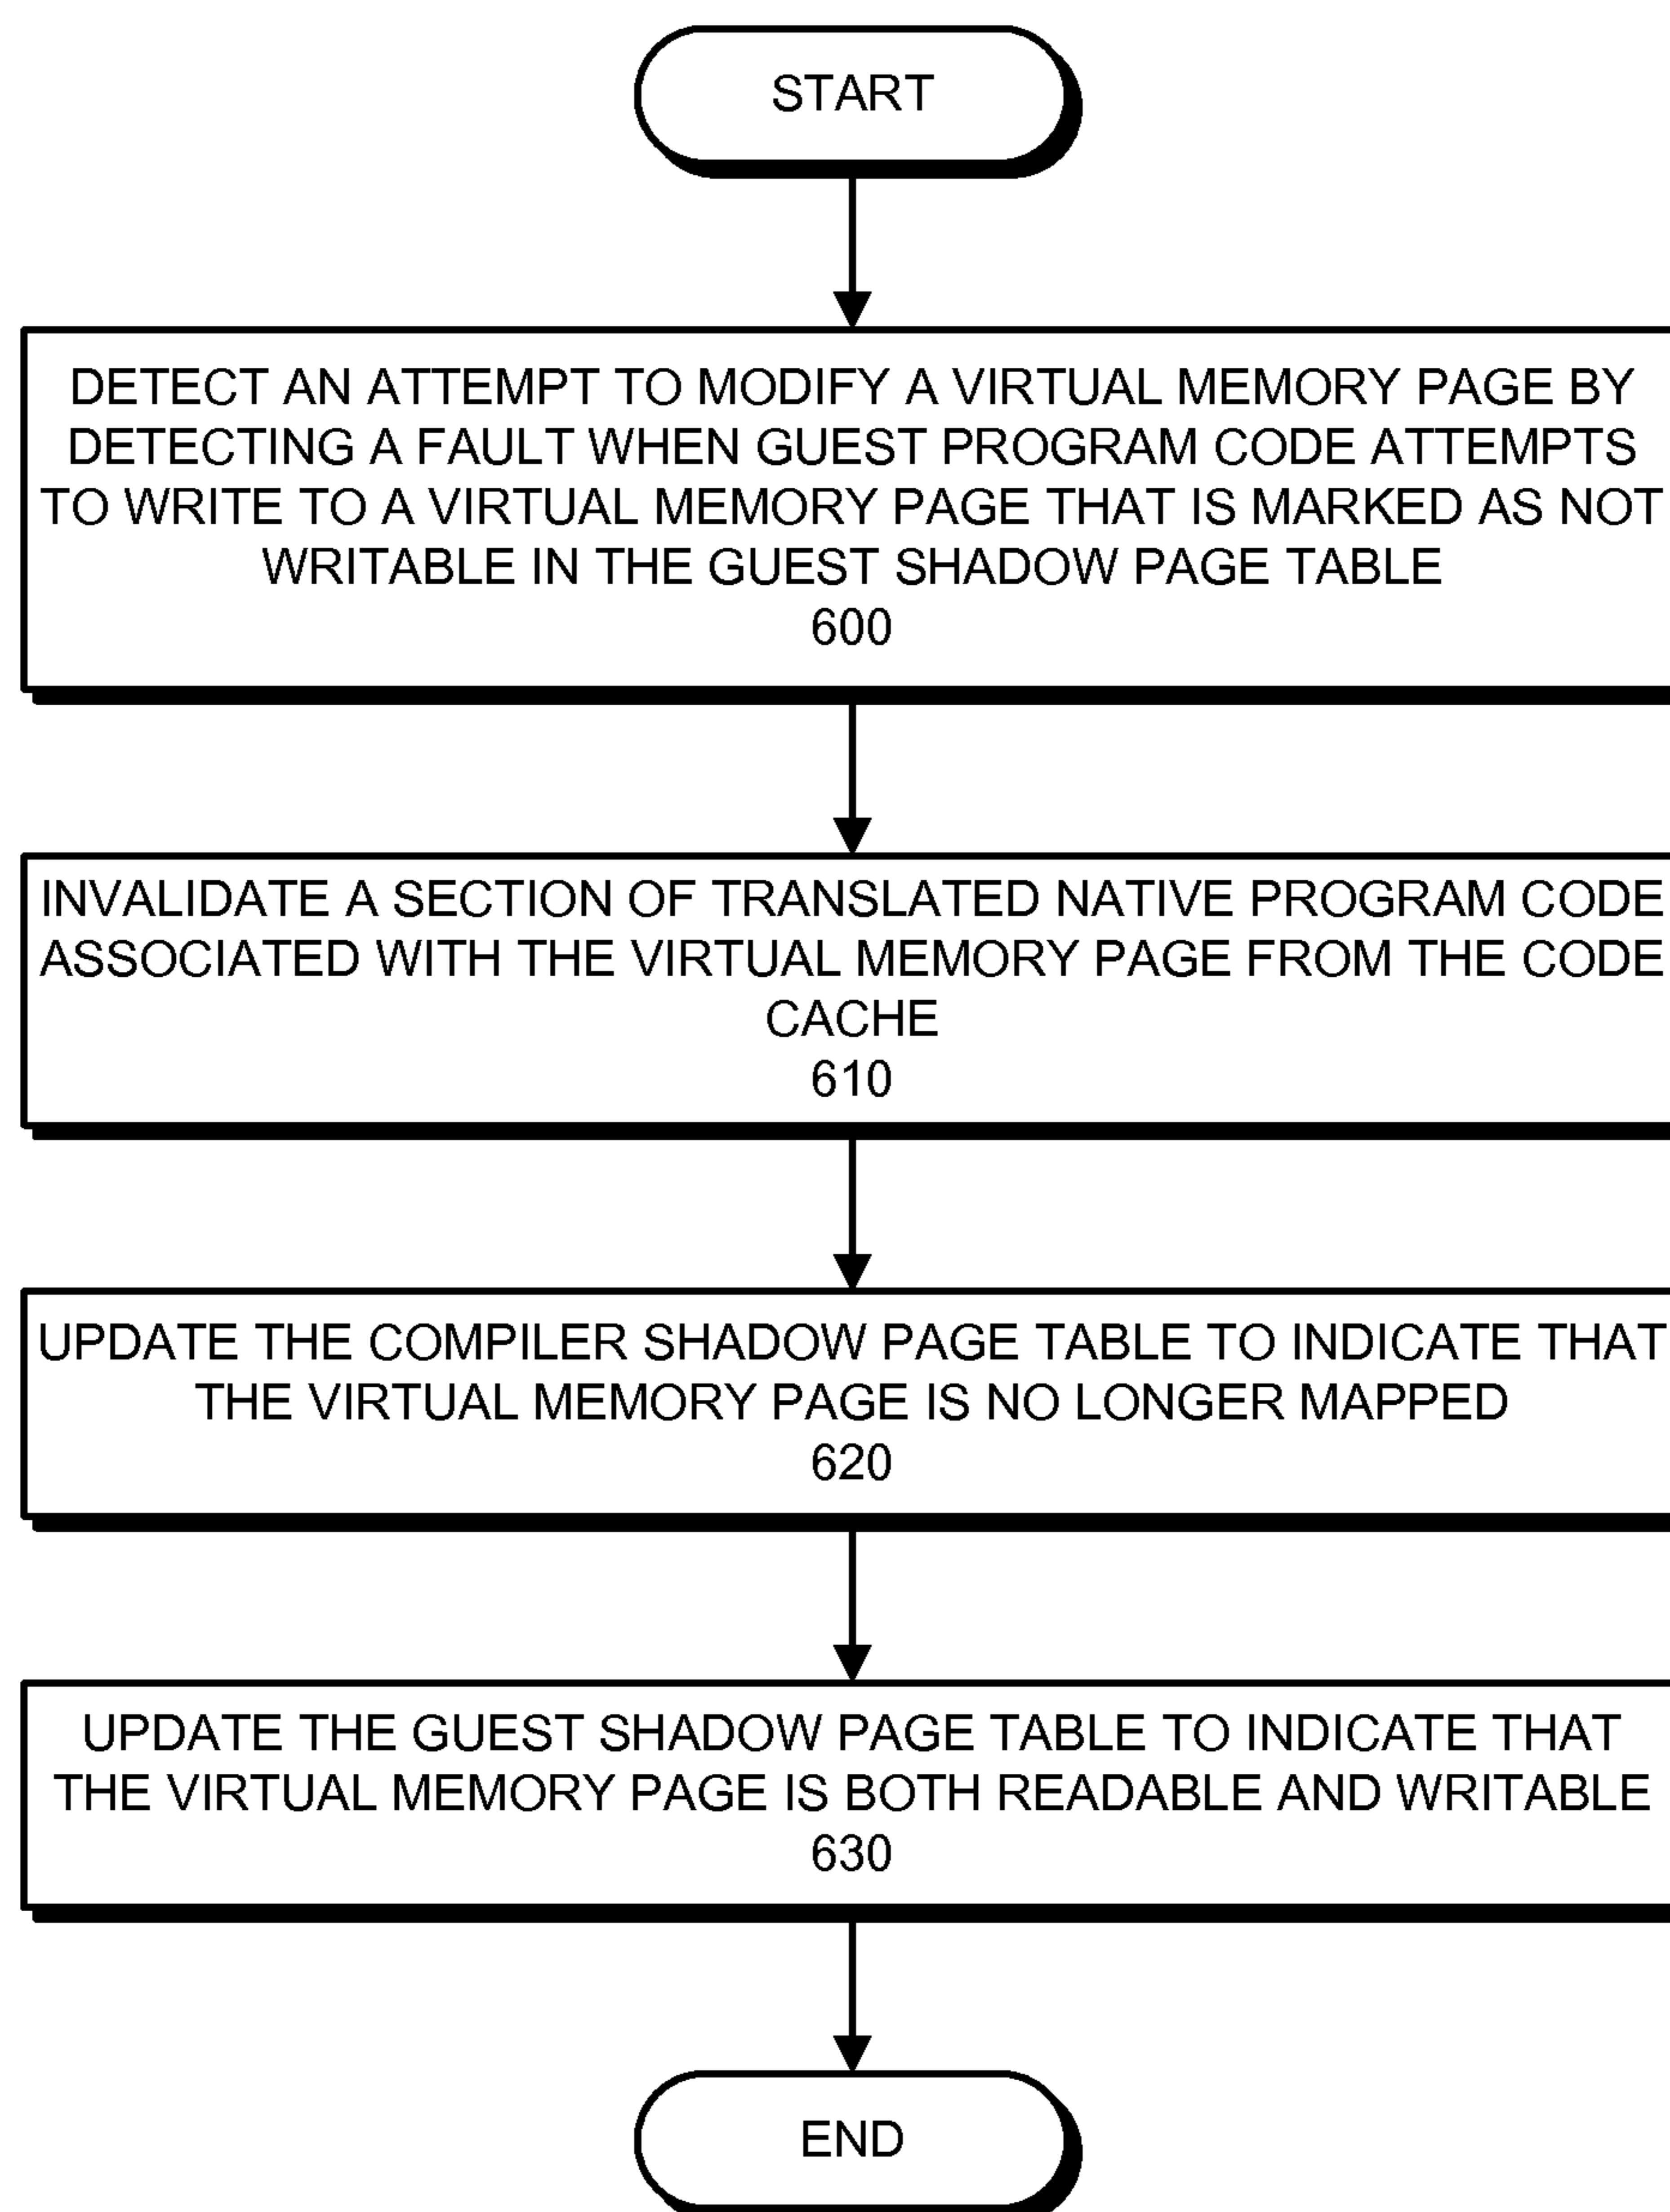 START
DETECT AN ATTEMPT TO MODIFY A VIRTUAL MEMORY PAGE BY
DETECTING A FAULT WHEN GUEST PROGRAM CODE ATTEMPTS
TO WRITE TO A VIRTUAL MEMORY PAGE THAT IS MARKED AS NOT
WRITABLE IN THE GUEST SHADOW PAGE TABLE
600
INVALIDATE A SECTION OF TRANSLATED NATIVE PROGRAM CODE
ASSOCIATED WITH THE VIRTUAL MEMORY PAGE FROM THE CODE
CACHE
610
UPDATE THE COMPILER SHADOW PAGE TABLE TO INDICATE THAT
THE VIRTUAL MEMORY PAGE IS NO LONGER MAPPED
620
UPDATE THE GUEST SHADOW PAGE TABLE TO INDICATE THAT
THE VIRTUAL MEMORY PAGE IS BOTH READABLE AND WRITABLE
630
END